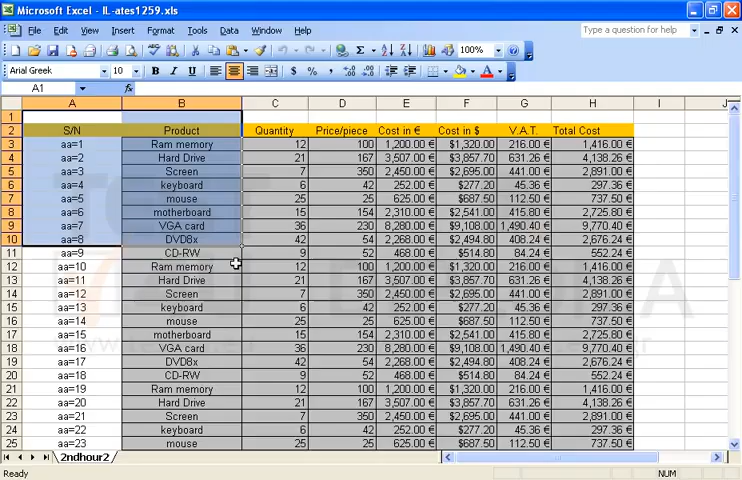 Microsoft Excel - IL-ates1259.xls
File Edit View Insert Format Tools Data Window Help Type a question for help
100%
Arial Greek 10 B I U $ % ,
A1 fx
A B C D E F G H I J
1
2 S/N Product Quantity Price/piece Cost in € Cost in $ V.A.T. Total Cost
3 aa=1 Ram memory 12 100 1,200.00 € $1,320.00 216.00 € 1,416.00 €
4 aa=2 Hard Drive 21 167 3,507.00 € $3,857.70 631.26 € 4,138.26 €
5 aa=3 Screen 7 350 2,450.00 € $2,695.00 441.00 € 2,891.00 €
6 aa=4 keyboard 6 42 252.00 € $277.20 45.36 € 297.36 €
7 aa=5 mouse 25 25 625.00 € $687.50 112.50 € 737.50 €
8 aa=6 motherboard 15 154 2,310.00 € $2,541.00 415.80 € 2,725.80 €
9 aa=7 VGA card 36 230 8,280.00 € $9,108.00 1,490.40 € 9,770.40 €
10 aa=8 DVD8x 42 54 2,268.00 € $2,494.80 408.24 € 2,676.24 €
11 aa=9 CD-RW 9 52 468.00 € $514.80 84.24 € 552.24 €
12 aa=10 Ram memory 12 100 1,200.00 € $1,320.00 216.00 € 1,416.00 €
13 aa=11 Hard Drive 21 167 3,507.00 € $3,857.70 631.26 € 4,138.26 €
14 aa=12 Screen 7 350 2,450.00 € $2,695.00 441.00 € 2,891.00 €
15 aa=13 keyboard 6 42 252.00 € $277.20 45.36 € 297.36 €
16 aa=14 mouse 25 25 625.00 € $687.50 112.50 € 737.50 €
17 aa=15 motherboard 15 154 2,310.00 € $2,541.00 415.80 € 2,725.80 €
18 aa=16 VGA card 36 230 8,280.00 € $9,108.00 1,490.40 € 9,770.40 €
19 aa=17 DVD8x 42 54 2,268.00 € $2,494.80 408.24 € 2,676.24 €
20 aa=18 CD-RW 9 52 468.00 € $514.80 84.24 € 552.24 €
21 aa=19 Ram memory 12 100 1,200.00 € $1,320.00 216.00 € 1,416.00 €
22 aa=20 Hard Drive 21 167 3,507.00 € $3,857.70 631.26 € 4,138.26 €
23 aa=21 Screen 7 350 2,450.00 € $2,695.00 441.00 € 2,891.00 €
24 aa=22 keyboard 6 42 252.00 € $277.20 45.36 € 297.36 €
25 aa=23 mouse 25 25 625.00 € $687.50 112.50 € 737.50 €
2ndhour2
Ready NUM